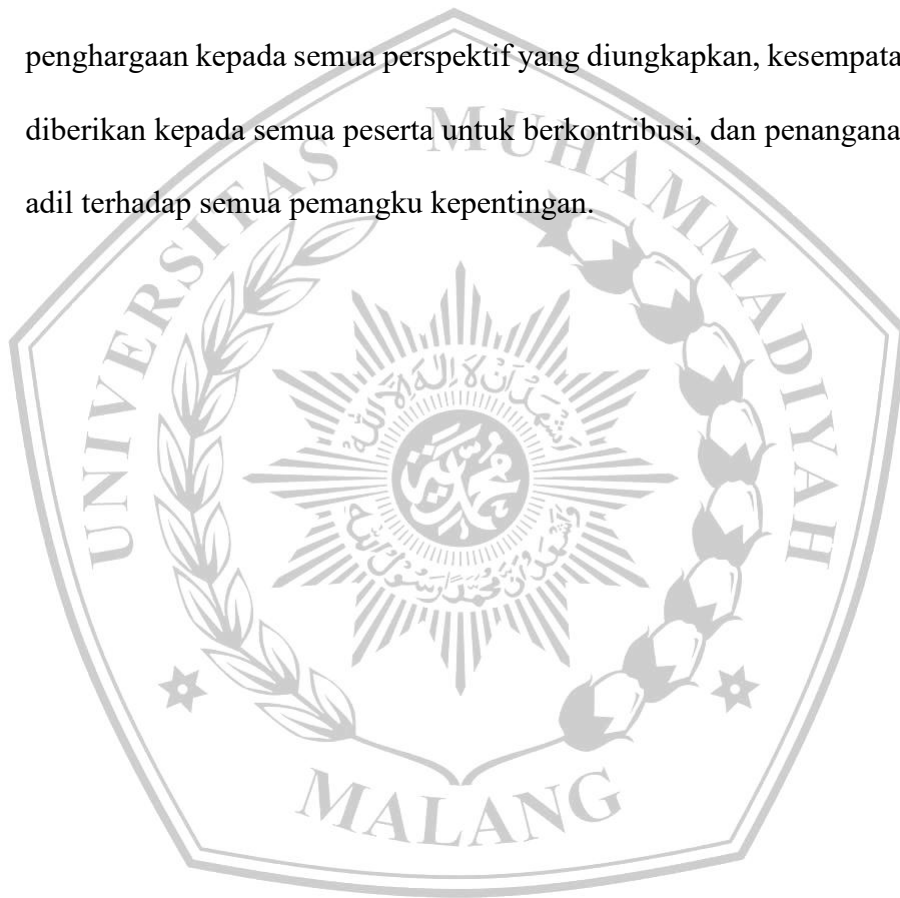 penghargaan kepada semua perspektif yang diungkapkan, kesempata
diberikan kepada semua peserta untuk berkontribusi, dan penangana
adil terhadap semua pemangku kepentingan.
UNIVERSITAS MUHAMMADIYAH
MALANG